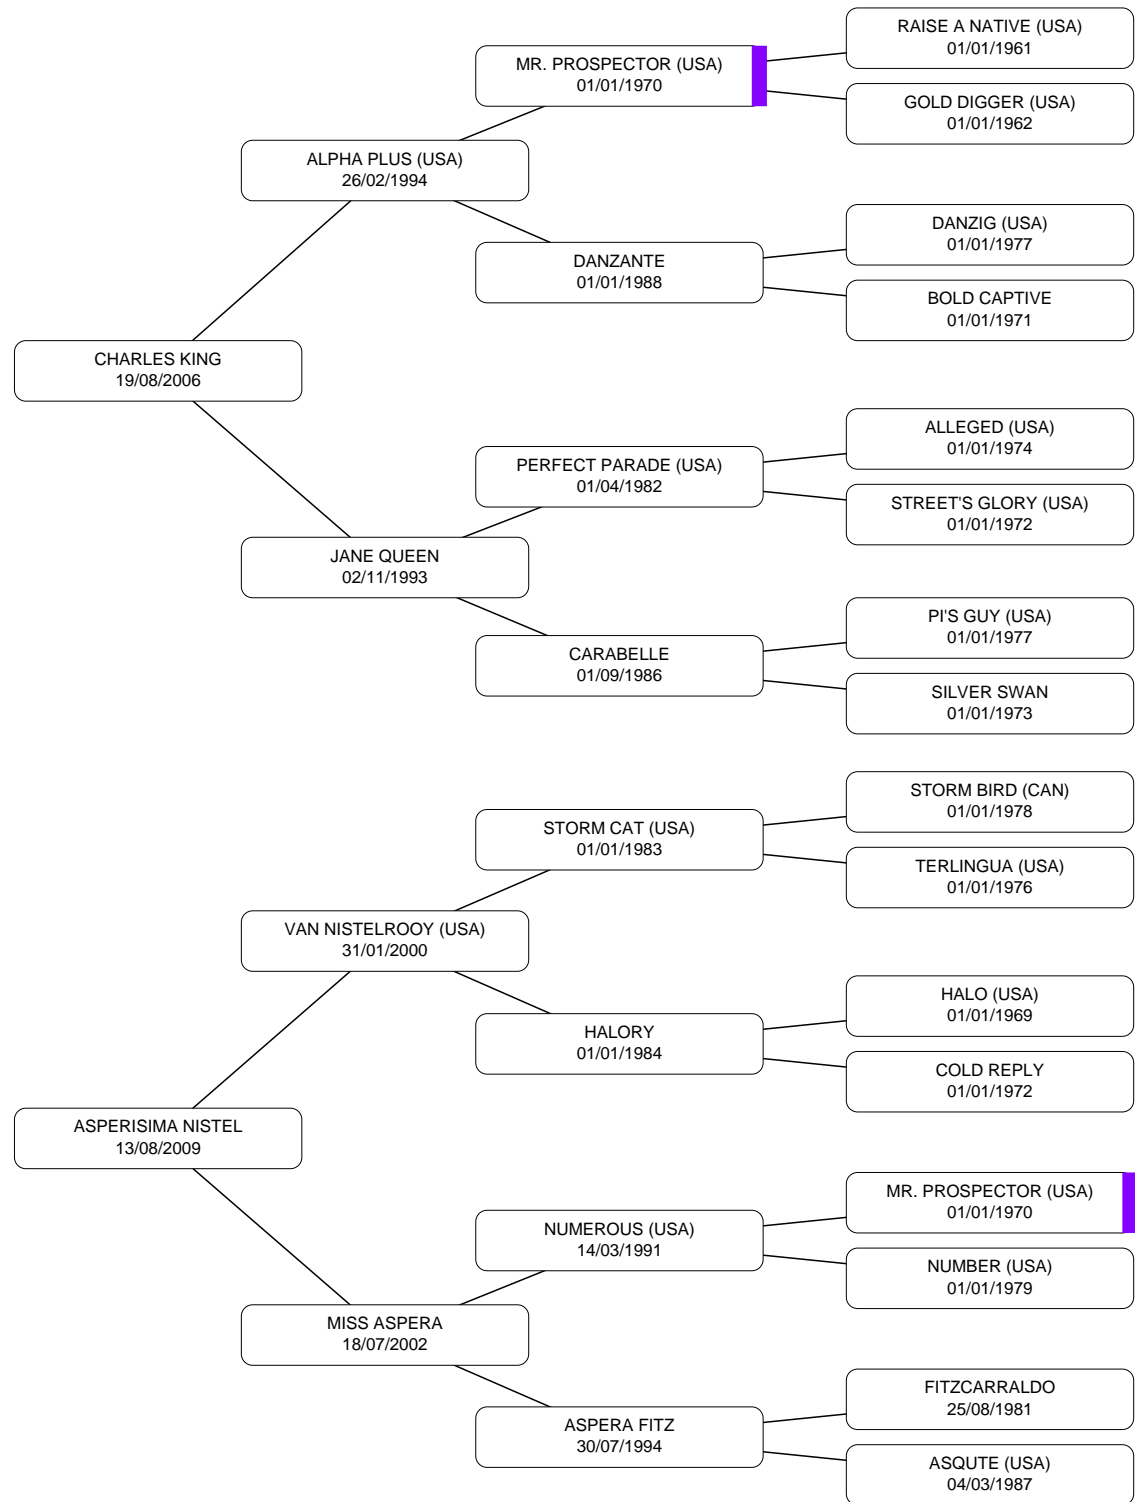 RAISE A NATIVE (USA)
01/01/1961
MR. PROSPECTOR (USA)
01/01/1970
GOLD DIGGER (USA)
01/01/1962
ALPHA PLUS (USA)
26/02/1994
DANZIG (USA)
01/01/1977
DANZANTE
01/01/1988
BOLD CAPTIVE
01/01/1971
CHARLES KING
19/08/2006
ALLEGED (USA)
01/01/1974
PERFECT PARADE (USA)
01/04/1982
STREET'S GLORY (USA)
01/01/1972
JANE QUEEN
02/11/1993
PI'S GUY (USA)
01/01/1977
CARABELLE
01/09/1986
SILVER SWAN
01/01/1973
STORM BIRD (CAN)
01/01/1978
STORM CAT (USA)
01/01/1983
TERLINGUA (USA)
01/01/1976
VAN NISTELROOY (USA)
31/01/2000
HALO (USA)
01/01/1969
HALORY
01/01/1984
COLD REPLY
01/01/1972
ASPERISIMA NISTEL
13/08/2009
MR. PROSPECTOR (USA)
01/01/1970
NUMEROUS (USA)
14/03/1991
NUMBER (USA)
01/01/1979
MISS ASPERA
18/07/2002
FITZCARRALDO
25/08/1981
ASPERA FITZ
30/07/1994
ASQUTE (USA)
04/03/1987